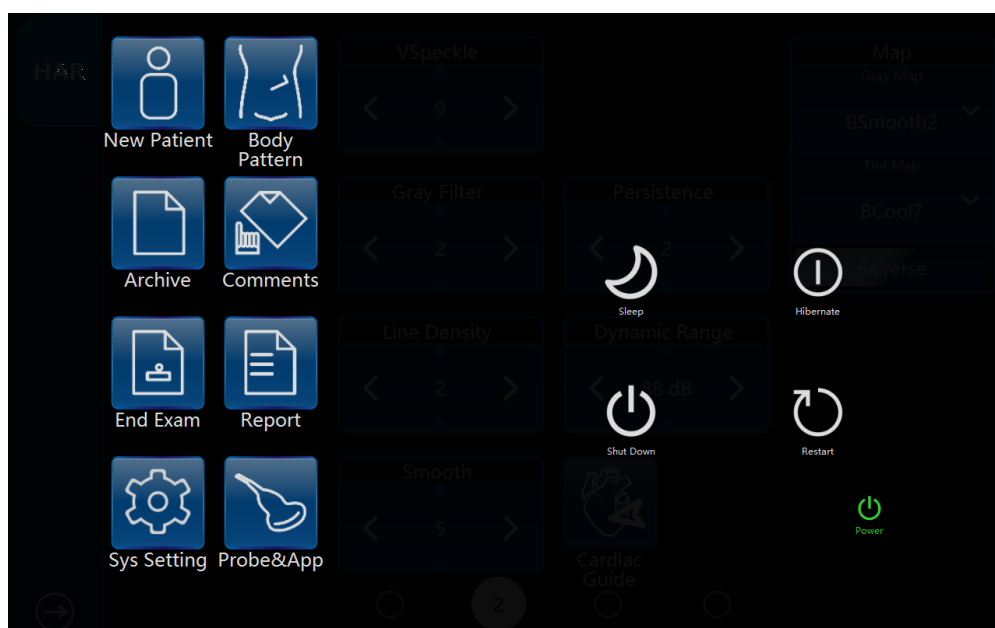 HAR
New Patient
Body
Pattern
VSpeckle
9
Map
Gray Map
BSmooth2
Tint Map
BCool7
Reverse
Archive
Comments
Gray Filter
2
Persistence
2
Sleep
Hibernate
End Exam
Report
Line Density
2
Dynamic Range
88 dB
Shut Down
Restart
Sys Setting
Probe&App
Smooth
5
Cardiac
Guide
Power
2